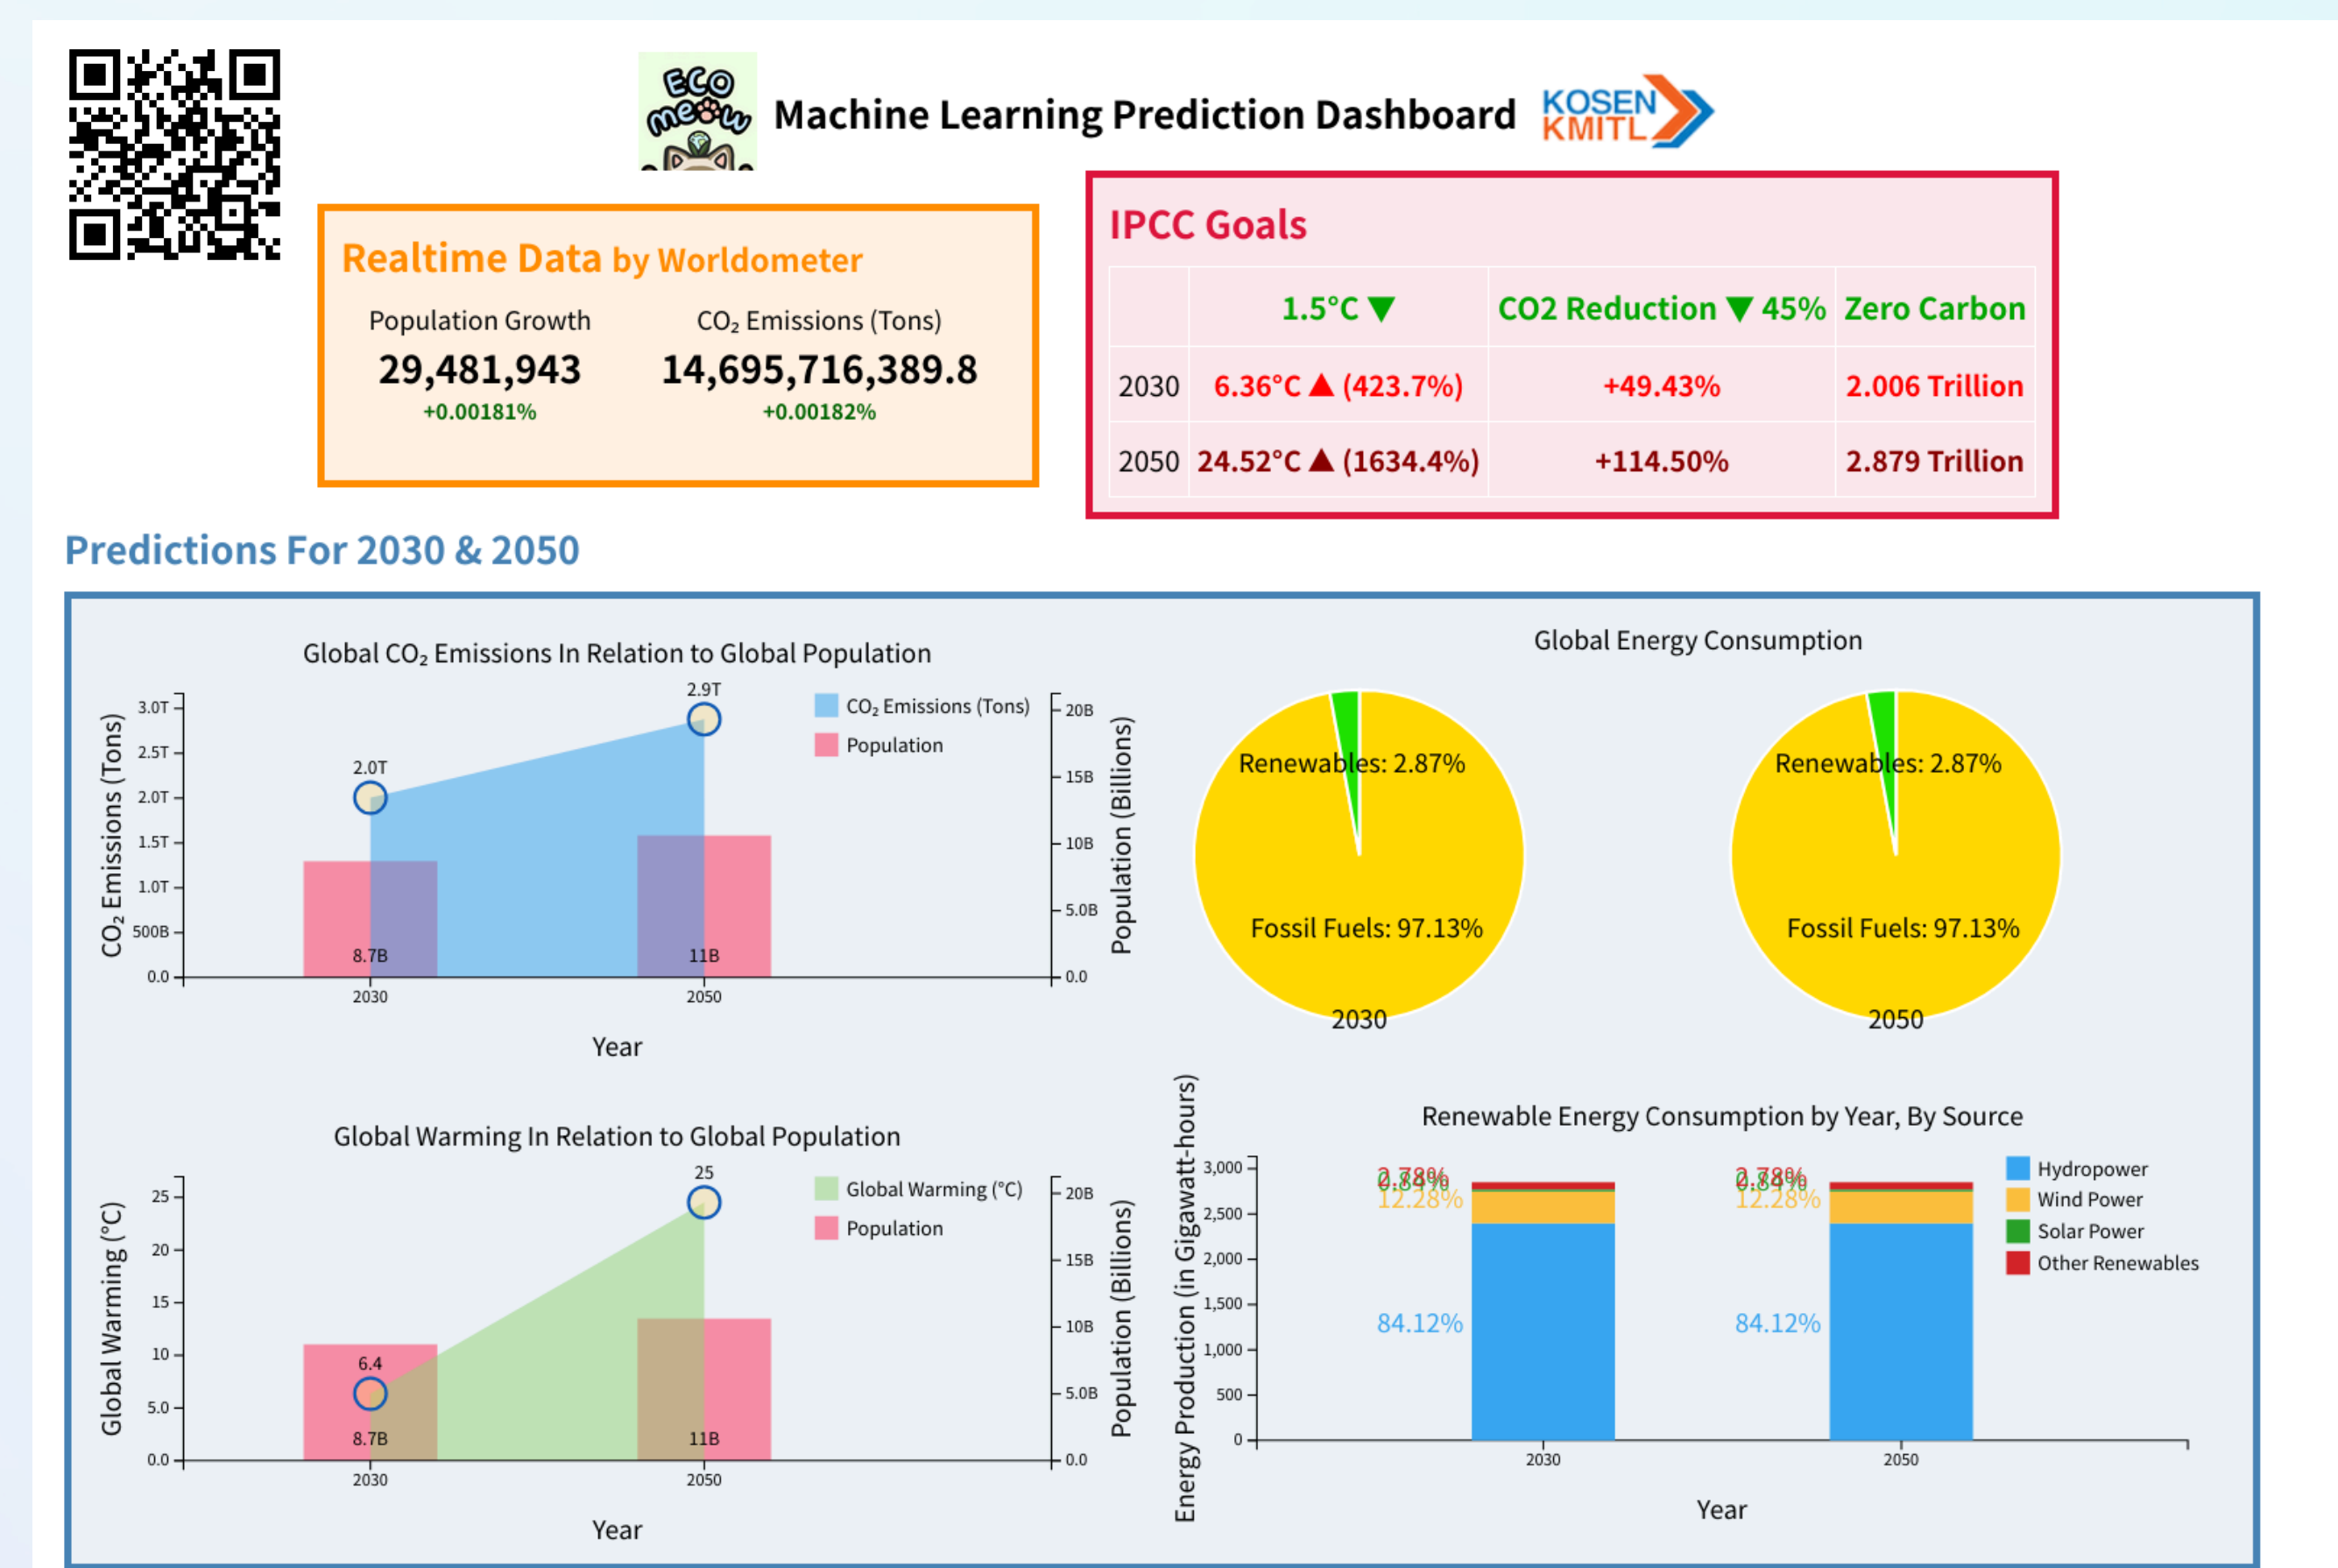 ECO
meow
Machine Learning Prediction Dashboard
KOSEN
KMITL
Realtime Data by Worldometer
Population Growth
29,481,943
+0.00181%
CO₂ Emissions (Tons)
14,695,716,389.8
+0.00182%
IPCC Goals
1.5°C ▼ CO2 Reduction ▼ 45% Zero Carbon
2030 6.36°C ▲ (423.7%) +49.43% 2.006 Trillion
2050 24.52°C ▲ (1634.4%) +114.50% 2.879 Trillion
Predictions For 2030 & 2050
Global CO₂ Emissions In Relation to Global Population
CO₂ Emissions (Tons)
3.0T
2.5T
2.0T
1.5T
1.0T
500B
0.0
2.0T
2.9T
8.7B
11B
2030
2050
Year
CO₂ Emissions (Tons)
Population
20B
15B
10B
5.0B
0.0
Population (Billions)
Global Energy Consumption
Renewables: 2.87%
Fossil Fuels: 97.13%
2030
Renewables: 2.87%
Fossil Fuels: 97.13%
2050
Global Warming In Relation to Global Population
Global Warming (°C)
25
20
15
10
5.0
0.0
6.4
25
8.7B
11B
2030
2050
Year
Global Warming (°C)
Population
20B
15B
10B
5.0B
0.0
Population (Billions)
Renewable Energy Consumption by Year, By Source
Energy Production (in Gigawatt-hours)
3,000
2,500
2,000
1,500
1,000
500
0
2.78%
12.28%
84.12%
2.78%
12.28%
84.12%
2030
2050
Year
Hydropower
Wind Power
Solar Power
Other Renewables